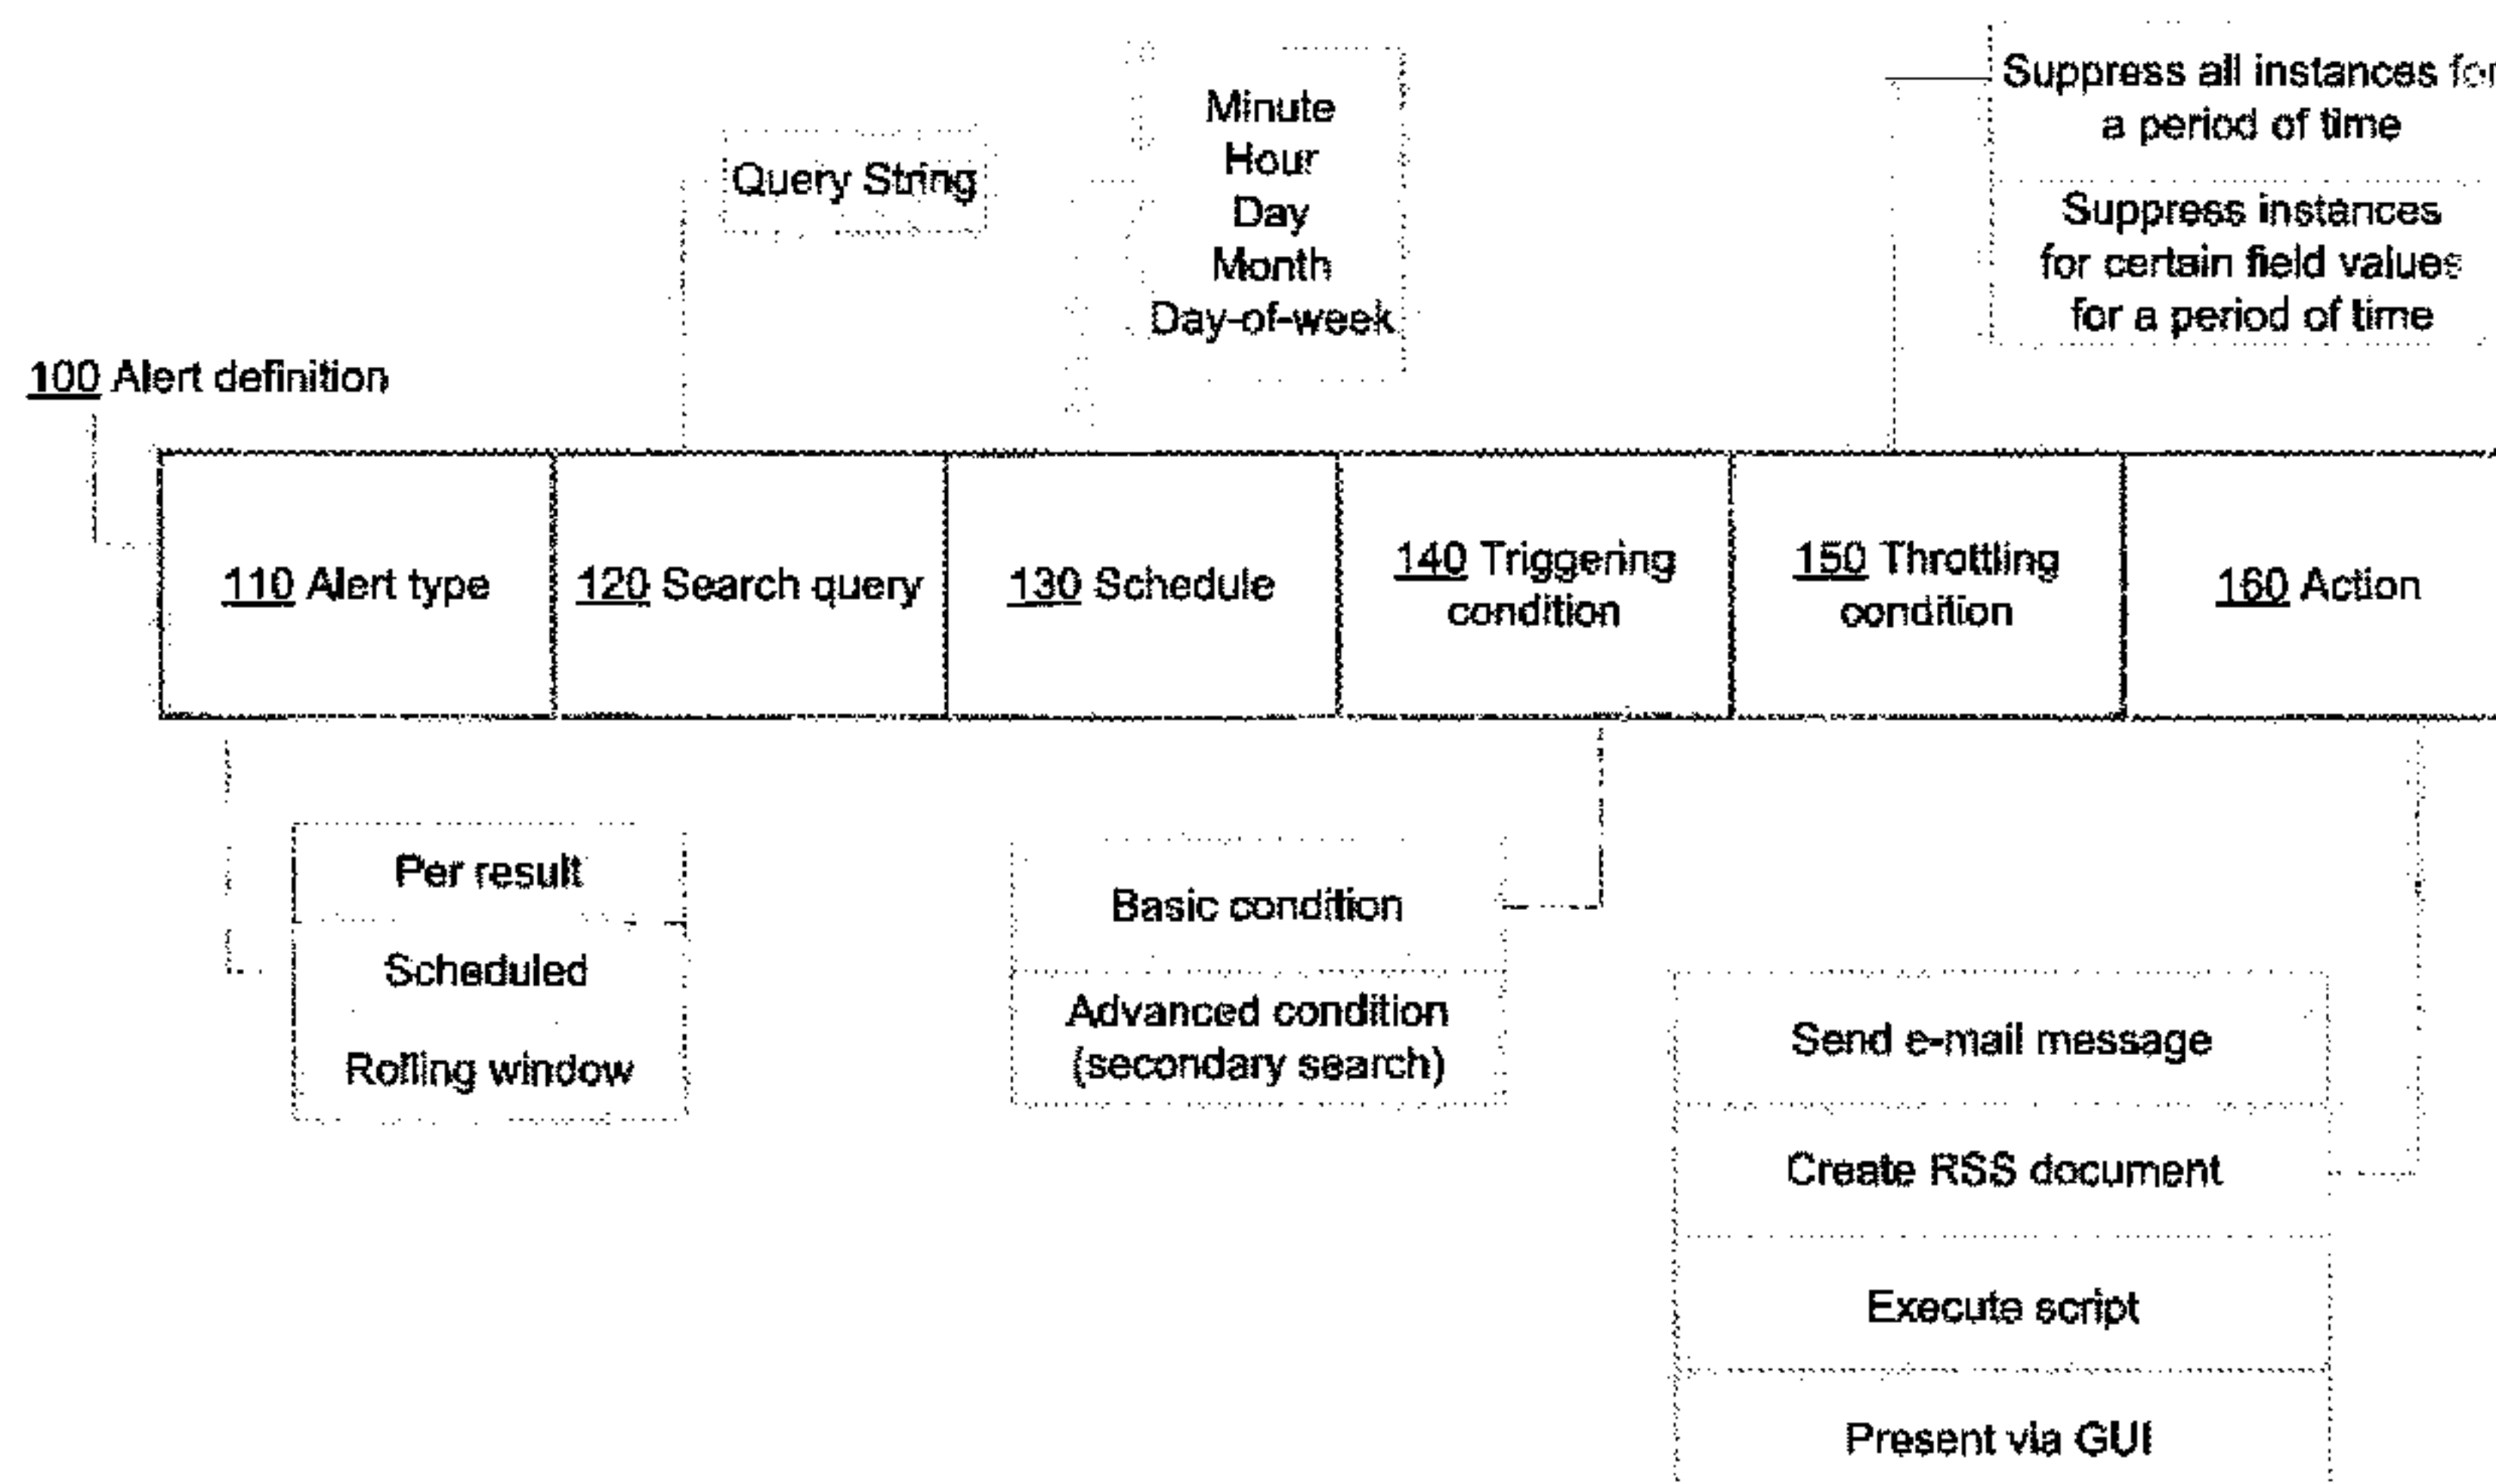 Suppress all instances for
a period of time
Suppress instances
for certain field values
for a period of time
Minute
Hour
Day
Month
Day-of-week
Query String
100 Alert definition
110 Alert type
120 Search query
130 Schedule
140 Triggering
condition
150 Throttling
condition
160 Action
Per result
Scheduled
Rolling window
Basic condition
Advanced condition
(secondary search)
Send e-mail message
Create RSS document
Execute script
Present via GUI